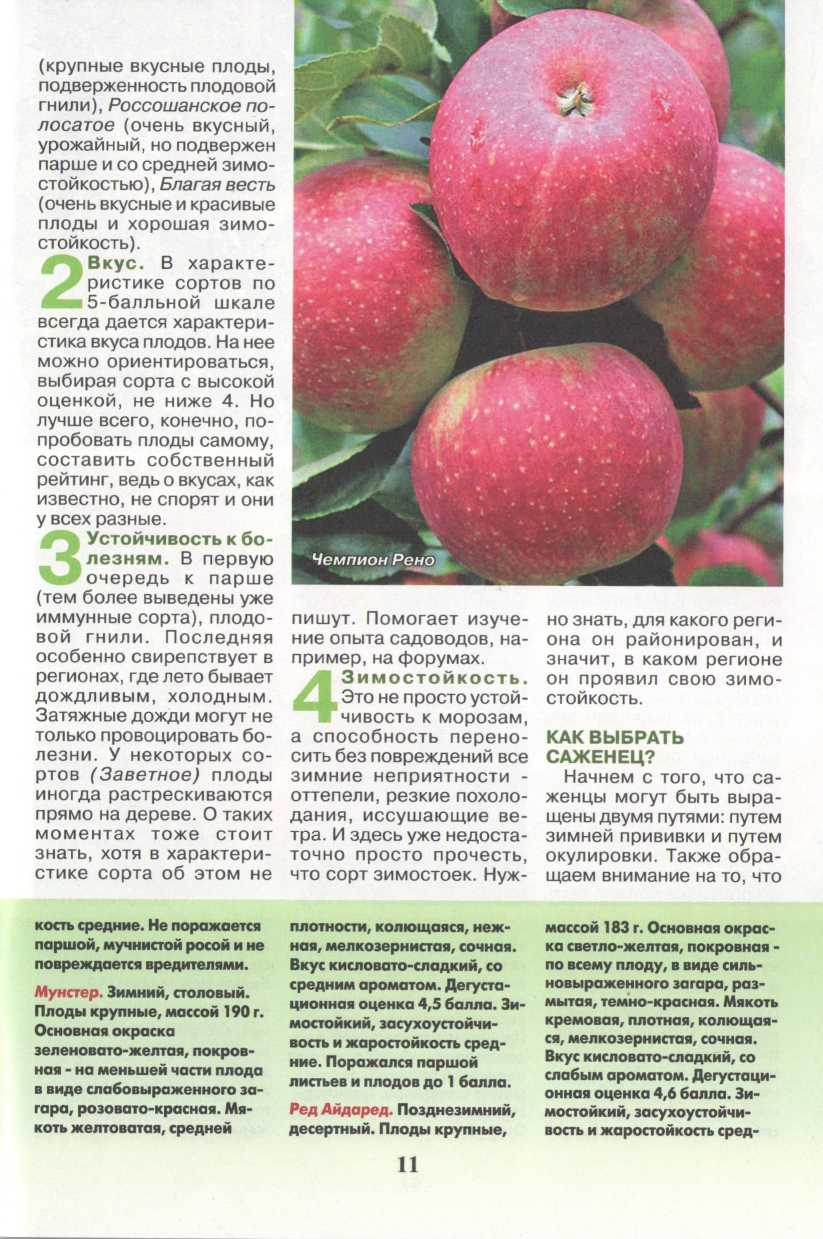 (крупные вкусные плоды,
подверженность плодовой
гнили), Россошанское по-
лосатое (очень вкусный,
урожайный, но подвержен
парше и со средней зимо-
стойкостью), Благая весть
(очень вкусные и красивые
плоды и хорошая зимо-
стойкость).
2 Вкус. В характе-
ристике сортов по
5-балльной шкале
всегда дается характери-
стика вкуса плодов. На нее
можно ориентироваться,
выбирая сорта с высокой
оценкой, не ниже 4. Но
лучше всего, конечно, по-
пробовать плоды самому,
составить собственный
рейтинг, ведь о вкусах, как
известно, не спорят и они
у всех разные.
3 Устойчивость к бо-
лезням. В первую
очередь к парше
(тем более выведены уже
иммунные сорта), плодо-
вой гнили. Последняя
особенно свирепствует в
регионах, где лето бывает
дождливым, холодным.
Затяжные дожди могут не
только провоцировать бо-
лезни. У некоторых со-
ртов (Заветное) плоды
иногда растрескиваются
прямо на дереве. О таких
моментах тоже стоит
знать, хотя в характери-
стике сорта об этом не
Чемпион Рено
пишут. Помогает изуче-
ние опыта садоводов, на-
пример, на форумах.
4 Зимостойкость.
Это не просто устой-
чивость к морозам,
а способность перено-
сить без повреждений все
зимние неприятности -
оттепели, резкие похоло-
дания, иссушающие ве-
тра. И здесь уже недоста-
точно просто прочесть,
что сорт зимостоек. Нуж-
но знать, для какого реги-
она он районирован, и
значит, в каком регионе
он проявил свою зимо-
стойкость.
КАК ВЫБРАТЬ
САЖЕНЕЦ?
Начнем с того, что са-
женцы могут быть выра-
щены двумя путями: путем
зимней прививки и путем
окулировки. Также обра-
щаем внимание на то, что
кость средние. Не поражается
паршой, мучнистой росой и не
повреждается вредителями.
Мунстер. Зимний, столовый.
Плоды крупные, массой 190 г.
Основная окраска
зеленовато-желтая, покров-
ная - на меньшей части плода
в виде слабовыраженного за-
гара, розовато-красная. Мя-
коть желтоватая, средней
плотности, колющаяся, неж-
ная, мелкозернистая, сочная.
Вкус кисловато-сладкий, со
средним ароматом. Дегуста-
ционная оценка 4,5 балла. Зи-
мостойкий, засухоустойчи-
вость и жаростойкость сред-
ние. Поражался паршой
листьев и плодов до 1 балла.
Ред Айдаред. Позднезимний,
десертный. Плоды крупные,
массой 183 г. Основная окрас-
ка светло-желтая, покровная -
по всему плоду, в виде силь-
новыраженного загара, раз-
мытая, темно-красная. Мякоть
кремовая, плотная, колющая-
ся, мелкозернистая, сочная.
Вкус кисловато-сладкий, со
слабым ароматом. Дегустаци-
онная оценка 4,6 балла. Зи-
мостойкий, засухоустойчи-
вость и жаростойкость сред-
11